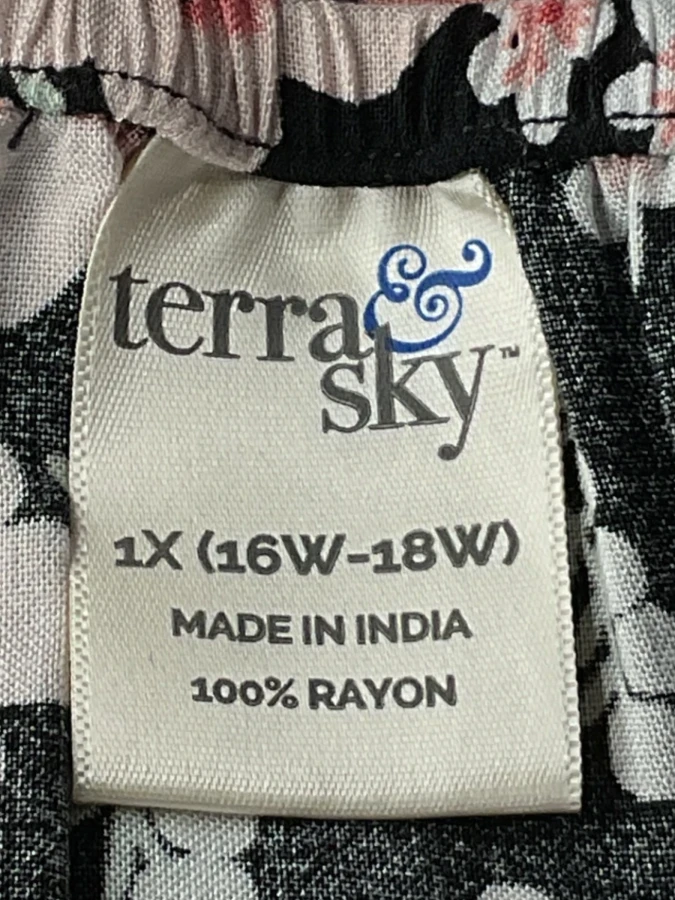 terra &
sky™
1X (16W-18W)
MADE IN INDIA
100% RAYON